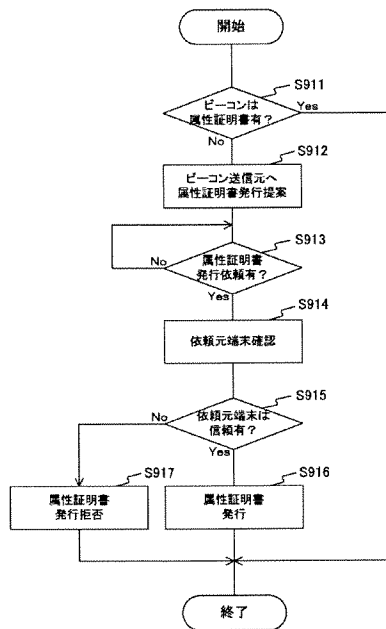 開始
S911
ビーコンは
属性証明書有？
Yes
No
S912
ビーコン送信元へ
属性証明書発行提案
S913
属性証明書
発行依頼有？
No
Yes
S914
依頼元端末確認
S915
依頼元端末は
信頼有？
No
Yes
S917
属性証明書
発行拒否
S916
属性証明書
発行
終了